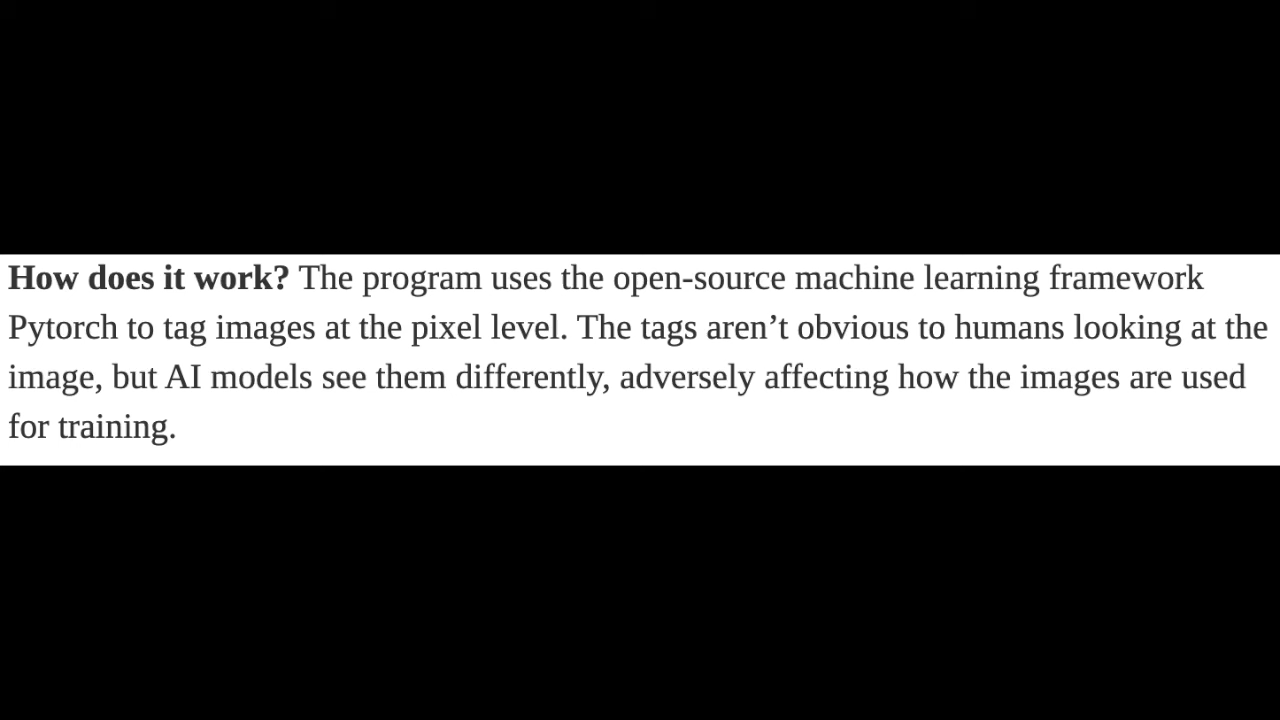 How does it work? The program uses the open-source machine learning framework
Pytorch to tag images at the pixel level. The tags aren’t obvious to humans looking at the
image, but AI models see them differently, adversely affecting how the images are used
for training.